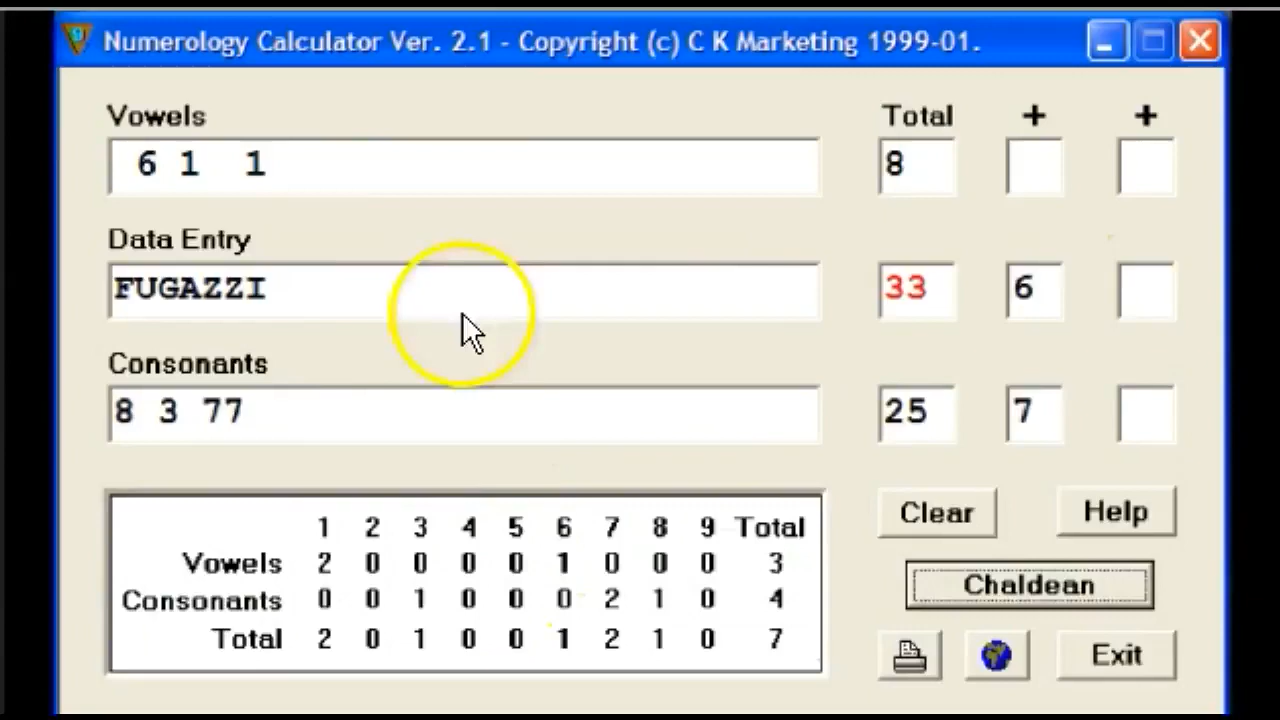 Numerology Calculator Ver. 2.1 - Copyright (c) C K Marketing 1999-01.
Vowels Total + +
6 1 1 8
Data Entry
FUGAZZI 33 6
Consonants
8 3 77 25 7
1 2 3 4 5 6 7 8 9 Total
Vowels 2 0 0 0 0 1 0 0 0 3
Consonants 0 0 1 0 0 0 2 1 0 4
Total 2 0 1 0 0 1 2 1 0 7
Clear Help
Chaldean
Exit